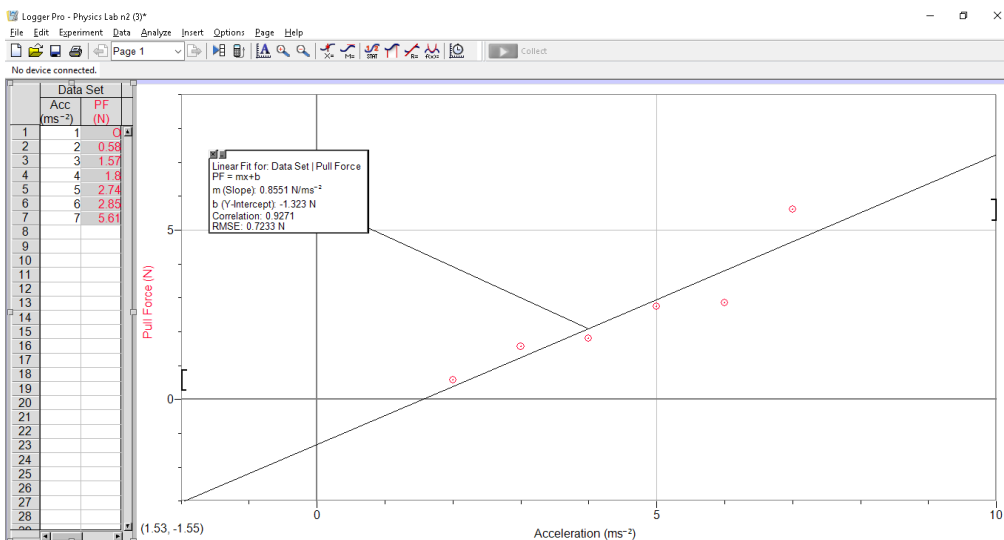 Logger Pro - Physics Lab n2 (3)*
File Edit Experiment Data Analyze Insert Options Page Help
Page 1
Collect
No device connected.
Data Set
Acc PF
(ms⁻²) (N)
1 1 O
2 2 0.58
3 3 1.57
4 4 1.8
5 5 2.74
6 6 2.85
7 7 5.61
8
9
10
11
12
13
14
15
16
17
18
19
20
21
22
23
24
25
26
27
28
Linear Fit for: Data Set | Pull Force
PF = mx+b
m (Slope): 0.8551 N/ms⁻²
b (Y-Intercept): -1.323 N
Correlation: 0.9271
RMSE: 0.7233 N
5
Pull Force (N)
0
0 5 10
(1.53, -1.55)
Acceleration (ms⁻²)